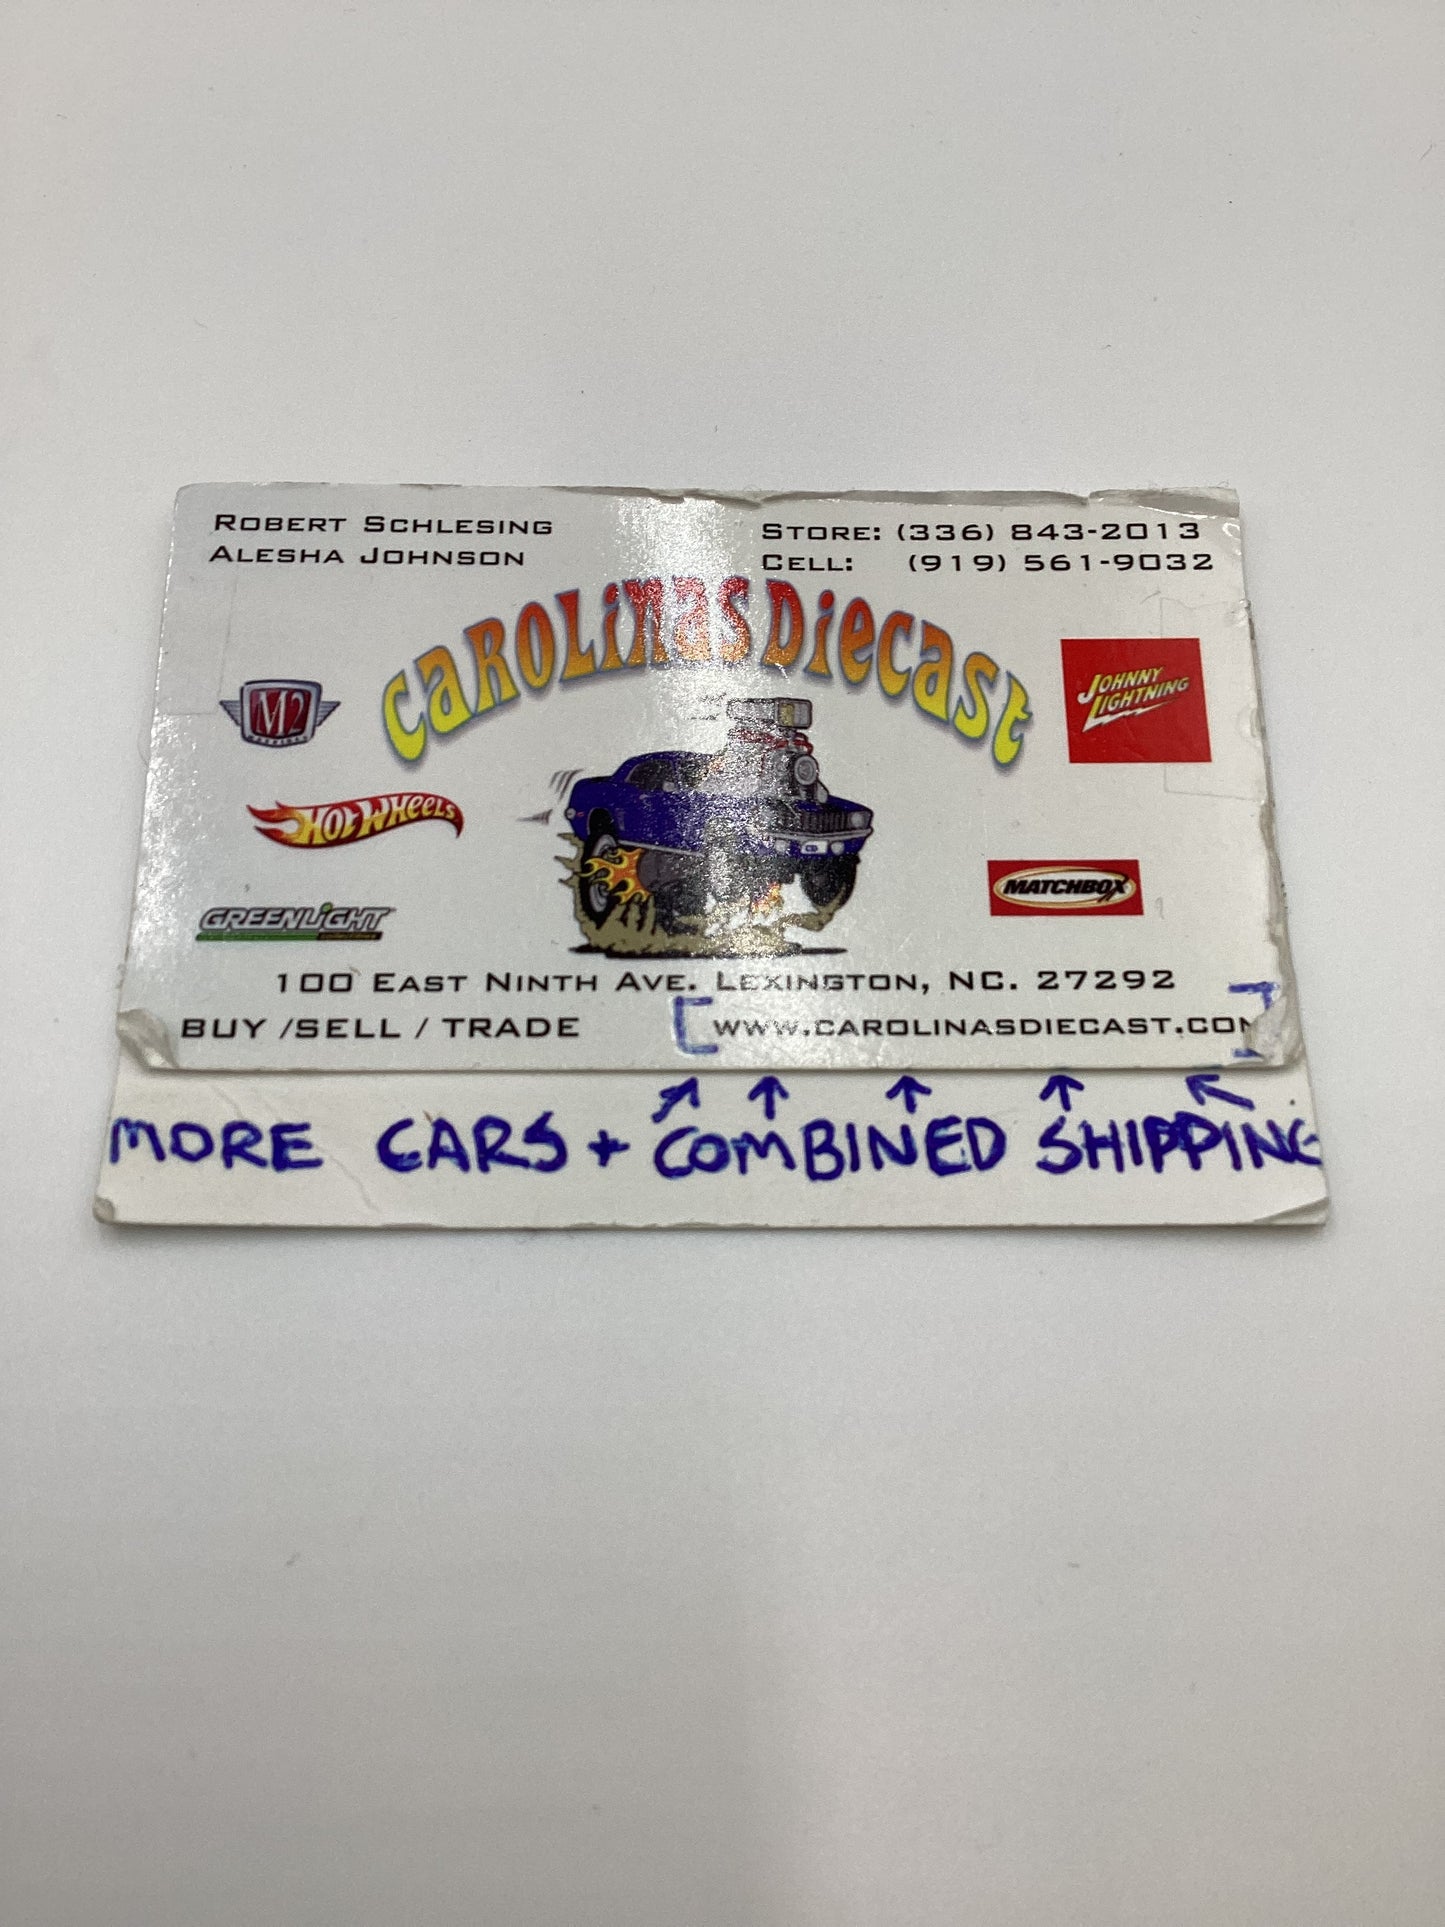 ROBERT SCHLESING
ALESHA JOHNSON
STORE: (336) 843-2013
CELL: (919) 561-9032
CAROLINAS DIECAST
M2
JOHNNY LIGHTNING
HOT WHEELS
MATCHBOX
GREENLIGHT
100 EAST NINTH AVE. LEXINGTON, NC. 27292
BUY /SELL / TRADE
[WWW.CAROLINASDIECAST.COM]
MORE CARS + COMBINED SHIPPING